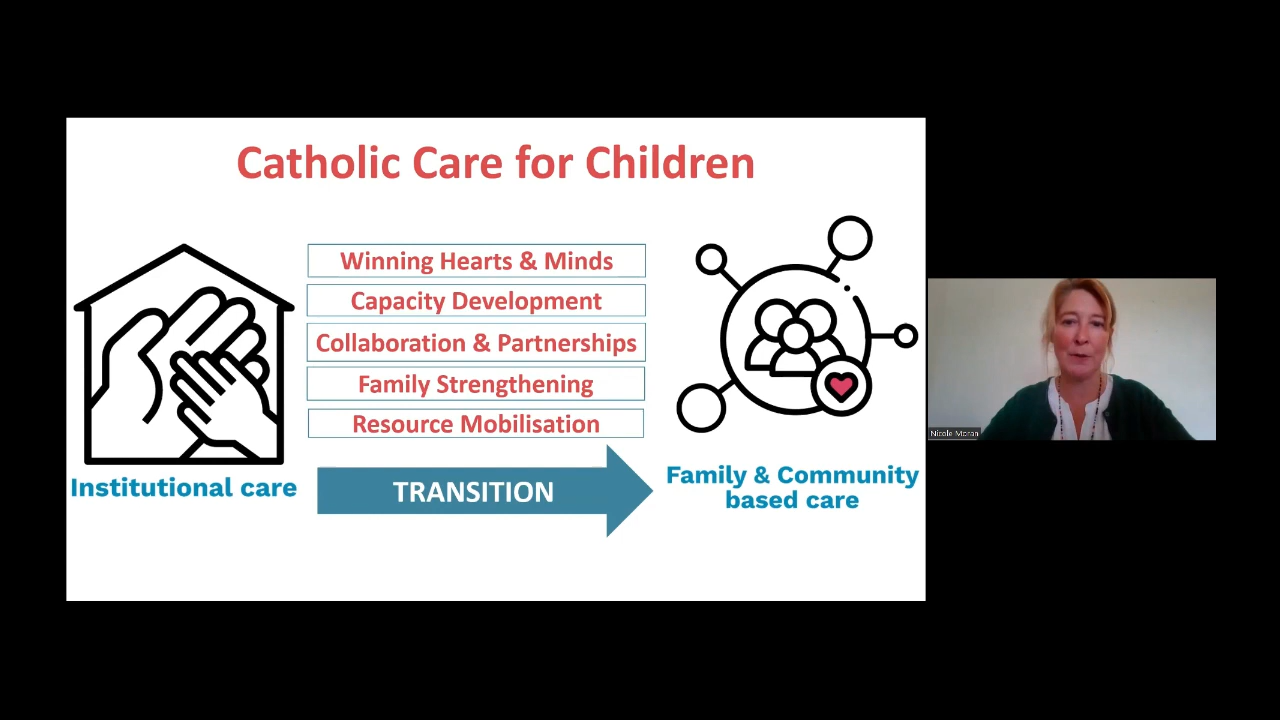 Catholic Care for Children
Winning Hearts & Minds
Capacity Development
Collaboration & Partnerships
Family Strengthening
Resource Mobilisation
Institutional care
TRANSITION
Family & Community
based care
Nicole Moran